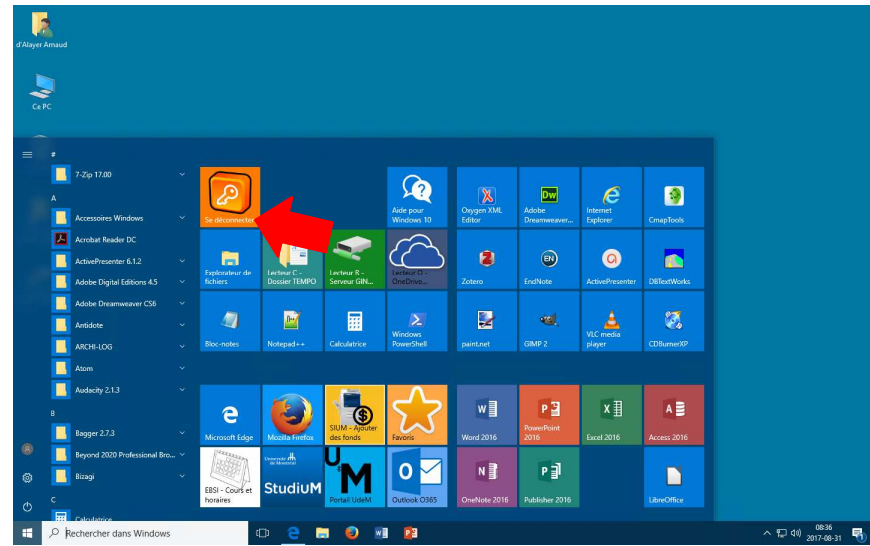 d'Alayer Arnaud
Ce PC
#
7-Zip 17.00
A
Accessoires Windows
Acrobat Reader DC
ActivePresenter 6.1.2
Adobe Digital Editions 4.5
Adobe Dreamweaver CS6
Antidote
ARCHI-LOG
Atom
Audacity 2.1.3
B
Bagger 2.7.3
Beyond 2020 Professional Bro...
Bizagi
C
Calculatrice
Se déconnecter
Aide pour
Windows 10
Oxygen XML
Editor
Dw
Adobe
Dreamweaver...
Internet
Explorer
CmapTools
Explorateur de
fichiers
Lecteur C -
Dossier TEMPO
Lecteur R -
Serveur GIN...
Lecteur O -
OneDrive...
Zotero
EN
EndNote
ActivePresenter
DBTextWorks
Bloc-notes
Notepad++
Calculatrice
Windows
PowerShell
paint.net
GIMP 2
VLC media
player
CDBurnerXP
Microsoft Edge
Mozilla Firefox
SIUM - Ajouter
des fonds
Favoris
Word 2016
PowerPoint
2016
Excel 2016
Access 2016
EBSI - Cours et
horaires
Université
de Montréal
StudiUM
Portail UdeM
Outlook O365
OneNote 2016
Publisher 2016
LibreOffice
Rechercher dans Windows
08:36
2017-08-31